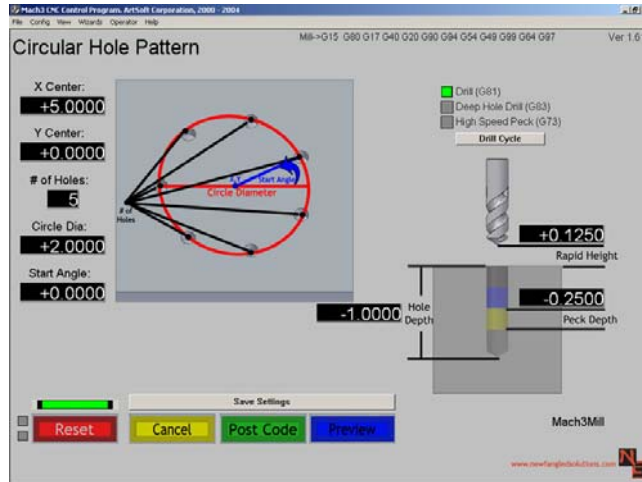 Mach3 CNC Control Program. ArtSoft Corporation, 2000 - 2004
File Config View Wizards Operator Help
Circular Hole Pattern
Mill->G15 G80 G17 G40 G20 G90 G94 G54 G49 G99 G64 G97
Ver 1.6
X Center:
+5.0000
Y Center:
+0.0000
# of Holes:
5
Circle Dia:
+2.0000
Start Angle:
+0.0000
X,Y
Start Angle
Circle Diameter
# of
Holes
Drill (G81)
Deep Hole Drill (G83)
High Speed Peck (G73)
Drill Cycle
+0.1250
Rapid Height
-1.0000
Hole
Depth
-0.2500
Peck Depth
Save Settings
Reset
Cancel
Post Code
Preview
Mach3Mill
www.newfangledsolutions.com